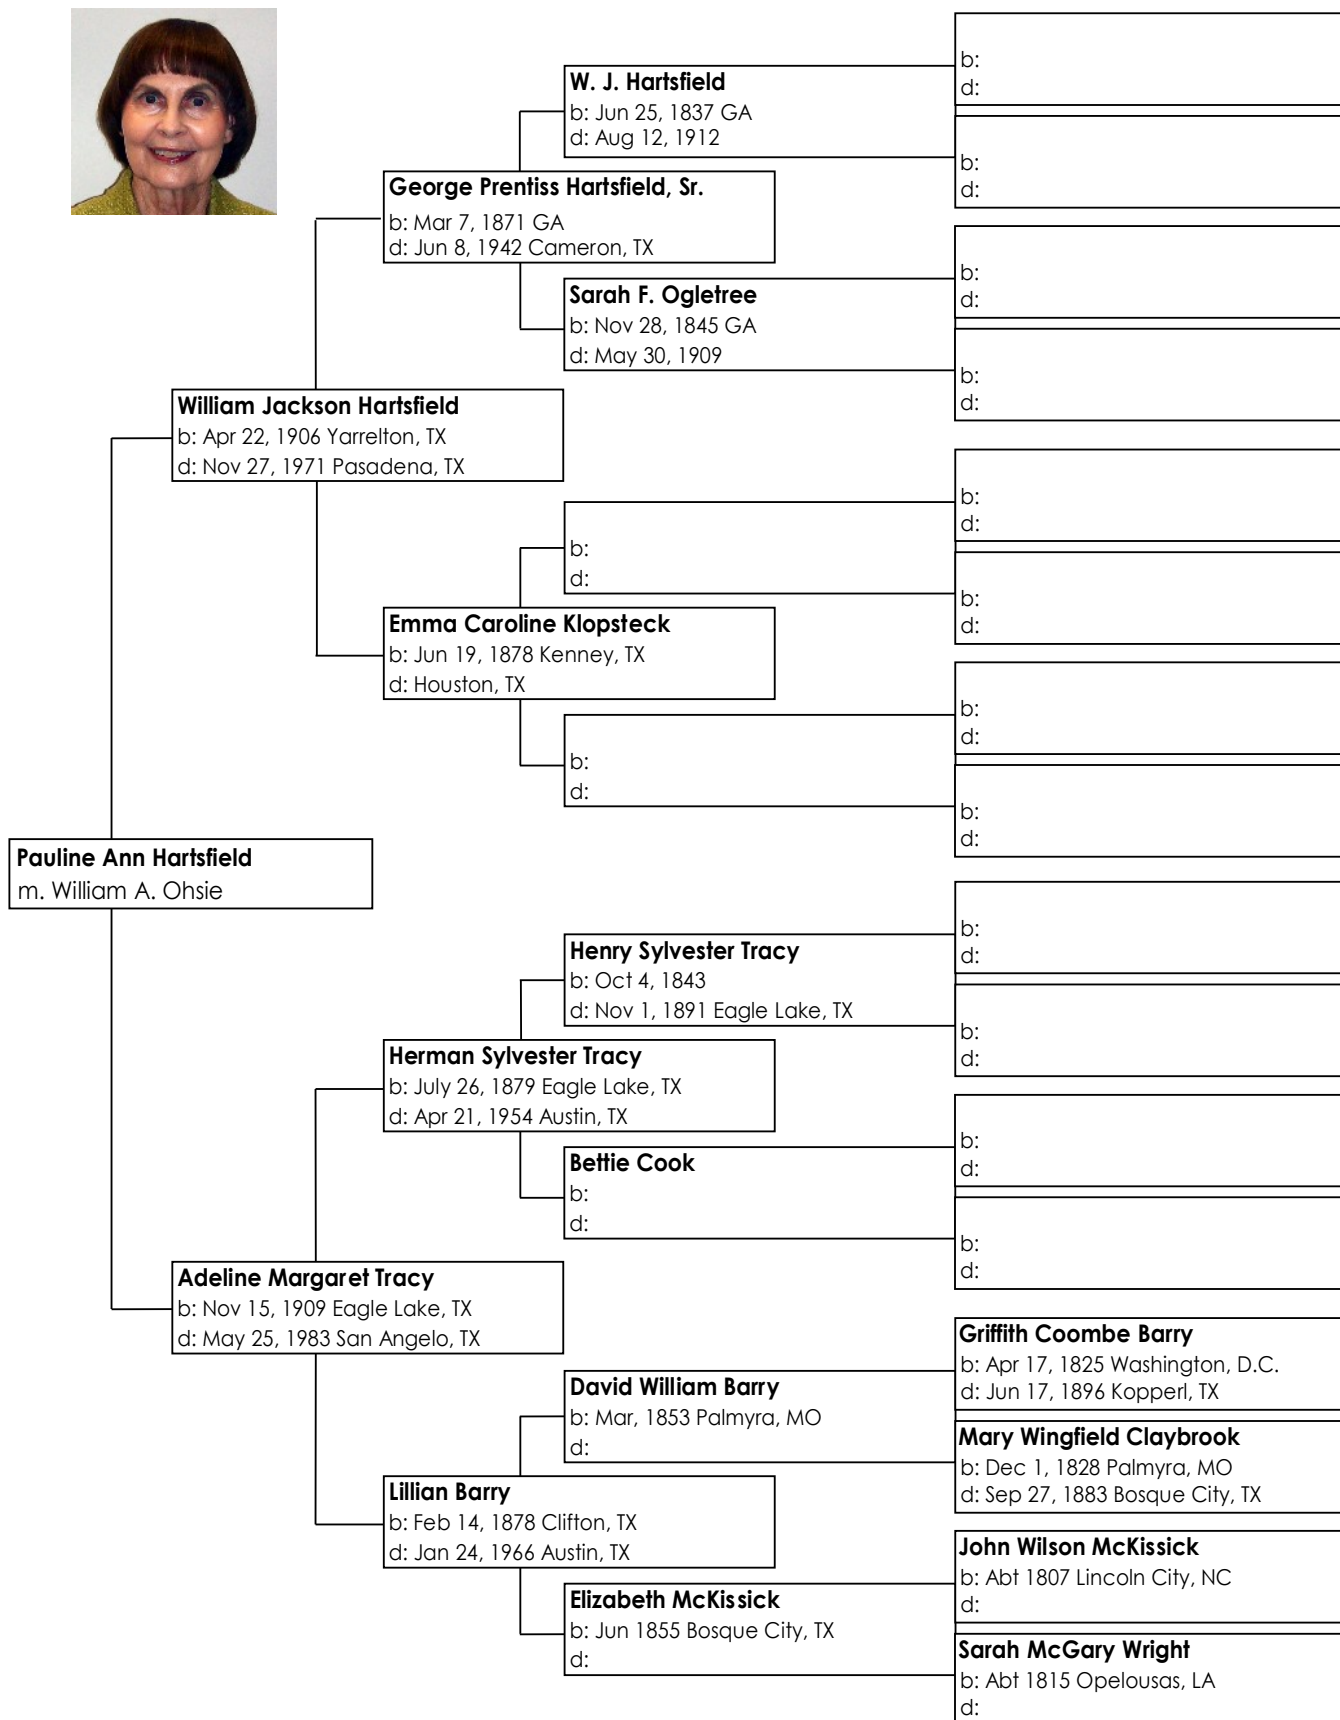 Pauline Ann Hartsfield
m. William A. Ohsie
William Jackson Hartsfield
b: Apr 22, 1906 Yarrelton, TX
d: Nov 27, 1971 Pasadena, TX
Adeline Margaret Tracy
b: Nov 15, 1909 Eagle Lake, TX
d: May 25, 1983 San Angelo, TX
George Prentiss Hartsfield, Sr.
b: Mar 7, 1871 GA
d: Jun 8, 1942 Cameron, TX
Emma Caroline Klopsteck
b: Jun 19, 1878 Kenney, TX
d: Houston, TX
Herman Sylvester Tracy
b: July 26, 1879 Eagle Lake, TX
d: Apr 21, 1954 Austin, TX
Lillian Barry
b: Feb 14, 1878 Clifton, TX
d: Jan 24, 1966 Austin, TX
W. J. Hartsfield
b: Jun 25, 1837 GA
d: Aug 12, 1912
Sarah F. Ogletree
b: Nov 28, 1845 GA
d: May 30, 1909
b:
d:
b:
d:
Henry Sylvester Tracy
b: Oct 4, 1843
d: Nov 1, 1891 Eagle Lake, TX
Bettie Cook
b:
d:
David William Barry
b: Mar, 1853 Palmyra, MO
d:
Elizabeth McKissick
b: Jun 1855 Bosque City, TX
d:
b:
d:
b:
d:
b:
d:
b:
d:
b:
d:
b:
d:
b:
d:
b:
d:
b:
d:
b:
d:
b:
d:
b:
d:
Griffith Coombe Barry
b: Apr 17, 1825 Washington, D.C.
d: Jun 17, 1896 Kopperl, TX
Mary Wingfield Claybrook
b: Dec 1, 1828 Palmyra, MO
d: Sep 27, 1883 Bosque City, TX
John Wilson McKissick
b: Abt 1807 Lincoln City, NC
d:
Sarah McGary Wright
b: Abt 1815 Opelousas, LA
d: